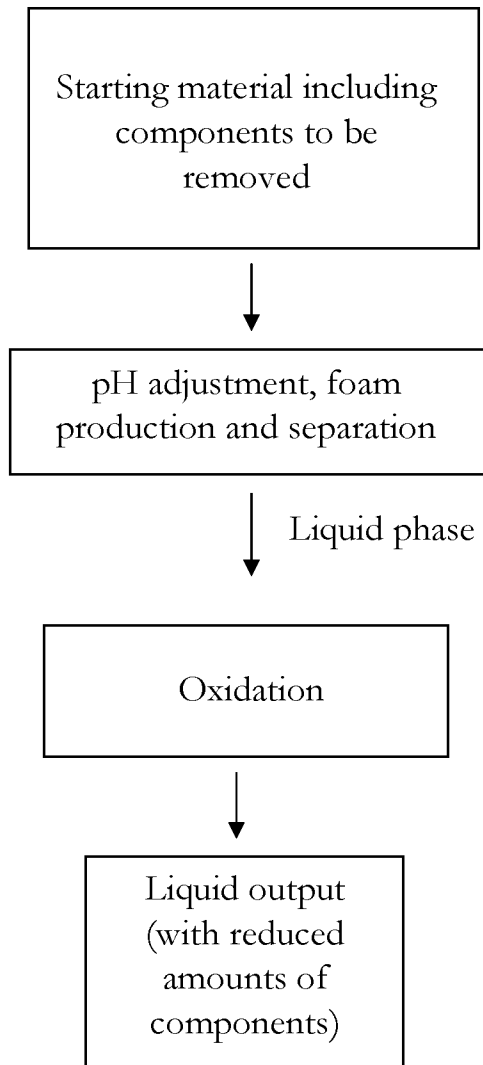 Starting material including
components to be
removed
pH adjustment, foam
production and separation
Liquid phase
Oxidation
Liquid output
(with reduced
amounts of
components)